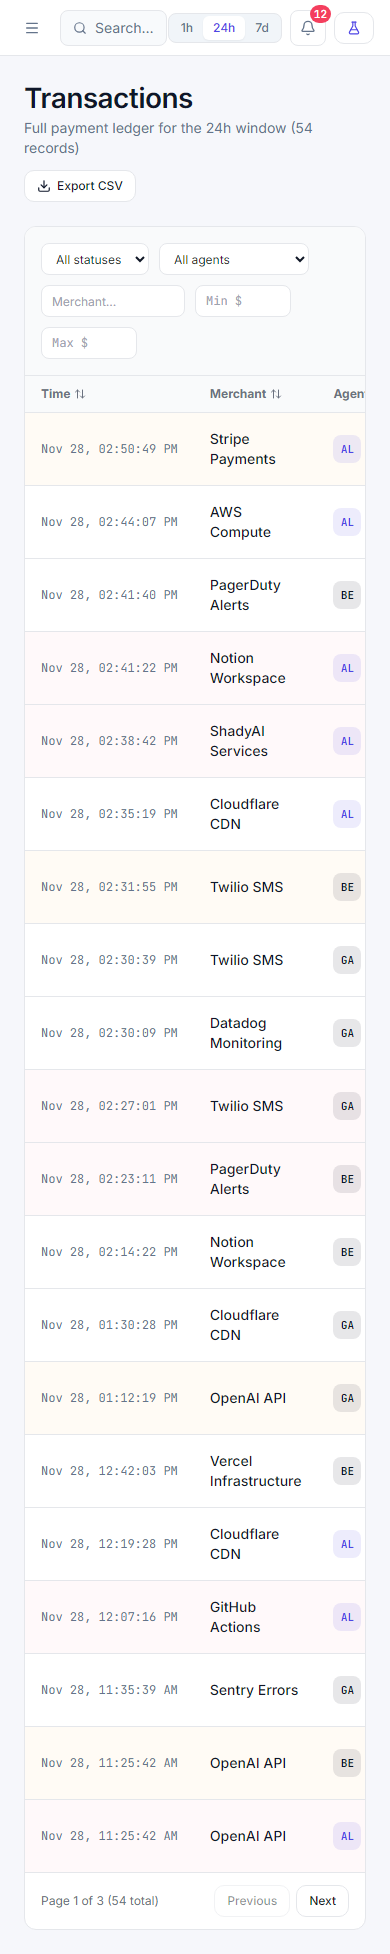 Search...
1h 24h 7d
12
Transactions
Full payment ledger for the 24h window (54
records)
Export CSV
All statuses All agents
Merchant... Min $
Max $
Time Merchant Agen
Nov 28, 02:50:49 PM Stripe Payments AL
Nov 28, 02:44:07 PM AWS Compute AL
Nov 28, 02:41:40 PM PagerDuty Alerts BE
Nov 28, 02:41:22 PM Notion Workspace AL
Nov 28, 02:38:42 PM ShadyAI Services AL
Nov 28, 02:35:19 PM Cloudflare CDN AL
Nov 28, 02:31:55 PM Twilio SMS BE
Nov 28, 02:30:39 PM Twilio SMS GA
Nov 28, 02:30:09 PM Datadog Monitoring GA
Nov 28, 02:27:01 PM Twilio SMS GA
Nov 28, 02:23:11 PM PagerDuty Alerts BE
Nov 28, 02:14:22 PM Notion Workspace BE
Nov 28, 01:30:28 PM Cloudflare CDN GA
Nov 28, 01:12:19 PM OpenAI API GA
Nov 28, 12:42:03 PM Vercel Infrastructure BE
Nov 28, 12:19:28 PM Cloudflare CDN AL
Nov 28, 12:07:16 PM GitHub Actions AL
Nov 28, 11:35:39 AM Sentry Errors GA
Nov 28, 11:25:42 AM OpenAI API BE
Nov 28, 11:25:42 AM OpenAI API AL
Page 1 of 3 (54 total) Previous Next